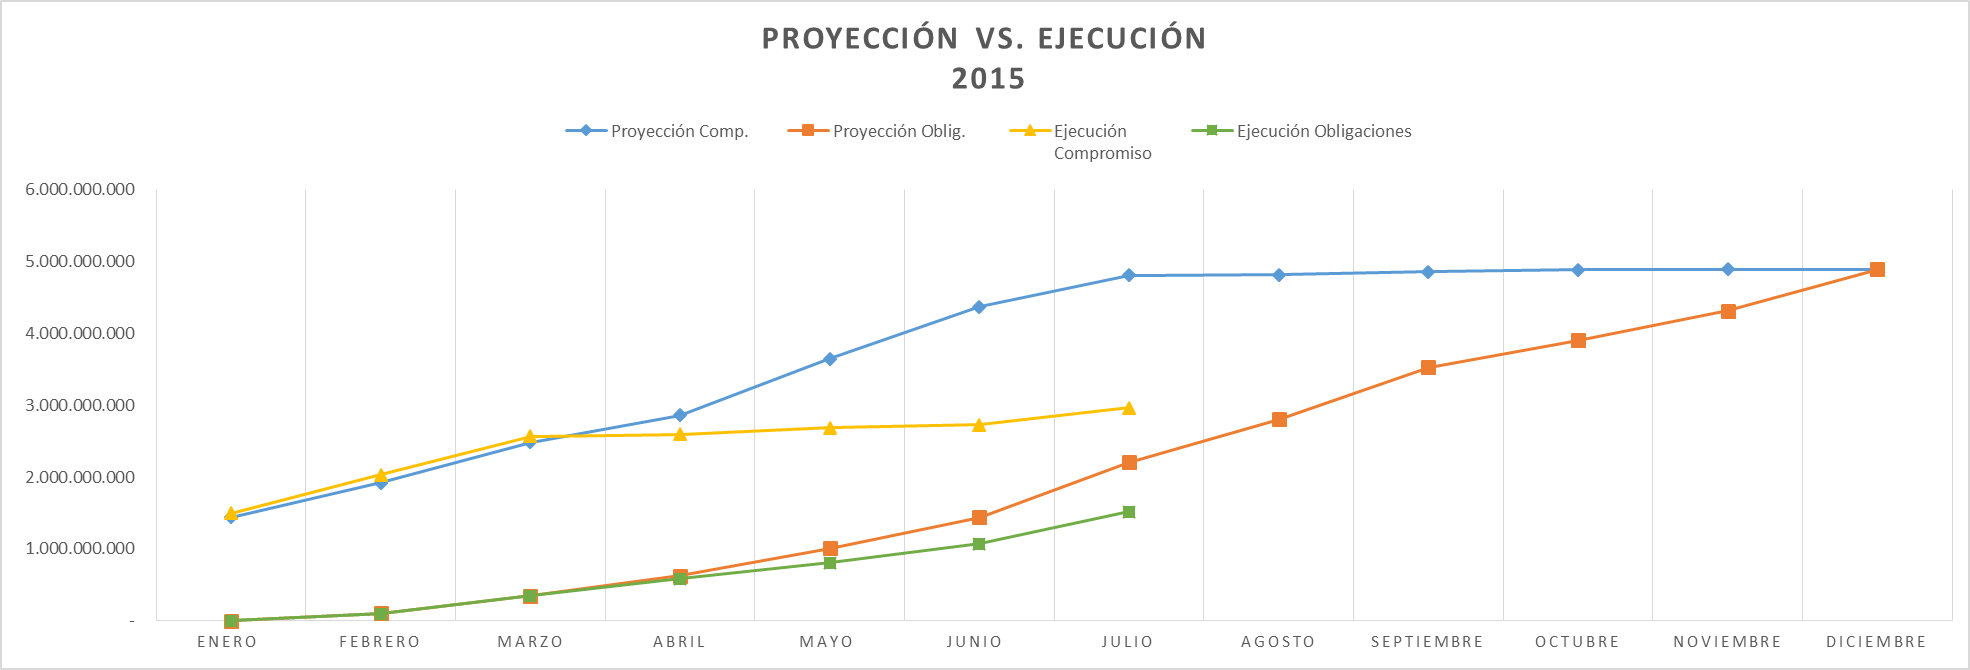 PROYECCIÓN VS. EJECUCIÓN
2015
Proyección Comp.
Proyección Oblig.
Ejecución
Compromiso
Ejecución Obligaciones
6.000.000.000
5.000.000.000
4.000.000.000
3.000.000.000
2.000.000.000
1.000.000.000
-
ENERO FEBRERO MARZO ABRIL MAYO JUNIO JULIO AGOSTO SEPTIEMBRE OCTUBRE NOVIEMBRE DICIEMBRE